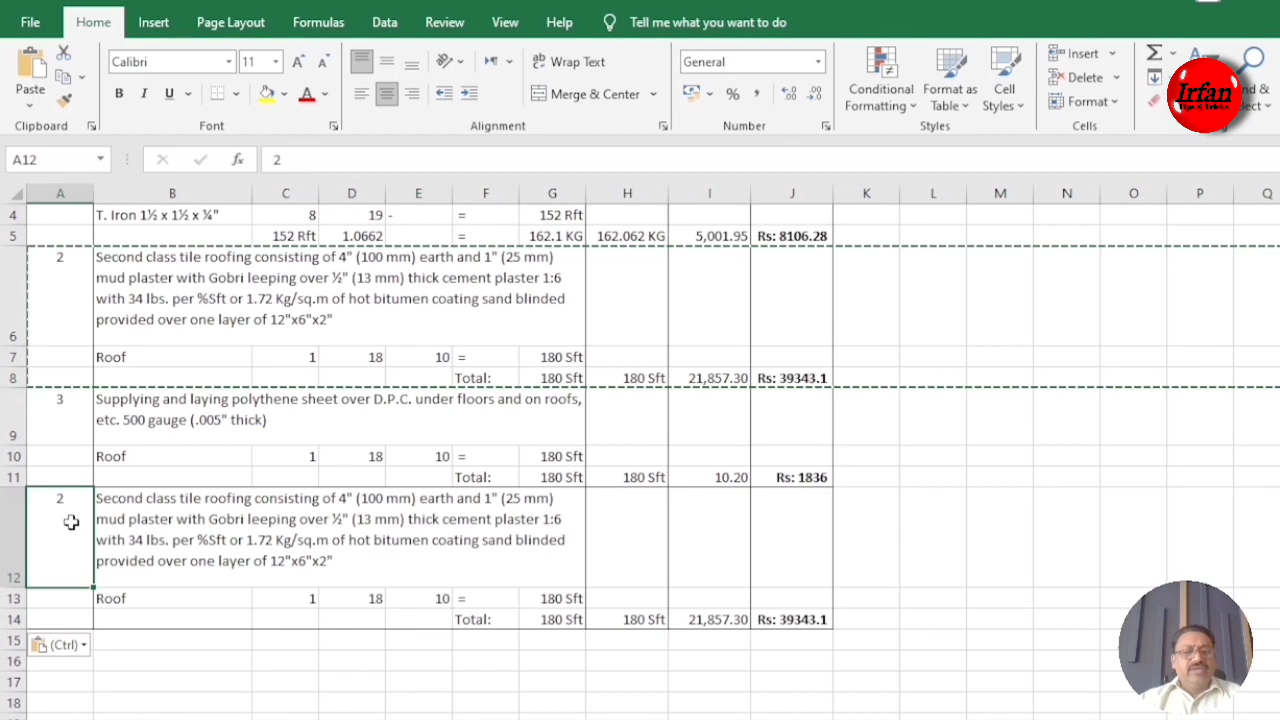 File Home Insert Page Layout Formulas Data Review View Help Tell me what you want to do
Calibri 11 Wrap Text General Insert
Paste B I U Merge & Center % , Conditional Formatting Format as Table Cell Styles Delete Format
Clipboard Font Alignment Number Styles Cells
Irfan
Tips & Tricks
A12 fx 2
A B C D E F G H I J K L M N O P Q
4 T. Iron 1½ x 1½ x ¼" 8 19 - = 152 Rft
5 152 Rft 1.0662 = 162.1 KG 162.062 KG 5,001.95 Rs: 8106.28
2 Second class tile roofing consisting of 4" (100 mm) earth and 1" (25 mm)
mud plaster with Gobri leeping over ½" (13 mm) thick cement plaster 1:6
with 34 lbs. per %Sft or 1.72 Kg/sq.m of hot bitumen coating sand blinded
provided over one layer of 12"x6"x2"
6
7 Roof 1 18 10 = 180 Sft
8 Total: 180 Sft 180 Sft 21,857.30 Rs: 39343.1
3 Supplying and laying polythene sheet over D.P.C. under floors and on roofs,
etc. 500 gauge (.005" thick)
9
10 Roof 1 18 10 = 180 Sft
11 Total: 180 Sft 180 Sft 10.20 Rs: 1836
2 Second class tile roofing consisting of 4" (100 mm) earth and 1" (25 mm)
mud plaster with Gobri leeping over ½" (13 mm) thick cement plaster 1:6
with 34 lbs. per %Sft or 1.72 Kg/sq.m of hot bitumen coating sand blinded
provided over one layer of 12"x6"x2"
12
13 Roof 1 18 10 = 180 Sft
14 Total: 180 Sft 180 Sft 21,857.30 Rs: 39343.1
15 (Ctrl)
16
17
18